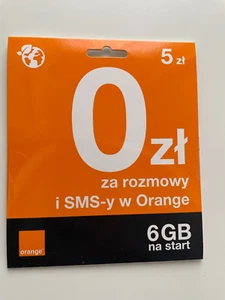 5 zł
0 zł
za rozmowy
i SMS-y w Orange
6GB
na start
orange